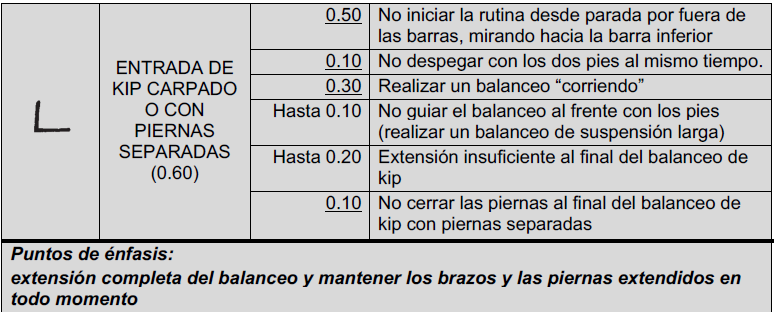 0.50 No iniciar la rutina desde parada por fuera de
las barras, mirando hacia la barra inferior
0.10 No despegar con los dos pies al mismo tiempo.
0.30 Realizar un balanceo “corriendo”
Hasta 0.10 No guiar el balanceo al frente con los pies
(realizar un balanceo de suspensión larga)
Hasta 0.20 Extensión insuficiente al final del balanceo de
kip
0.10 No cerrar las piernas al final del balanceo de
kip con piernas separadas
ENTRADA DE
KIP CARPADO
O CON
PIERNAS
SEPARADAS
(0.60)
Puntos de énfasis:
extensión completa del balanceo y mantener los brazos y las piernas extendidos en
todo momento